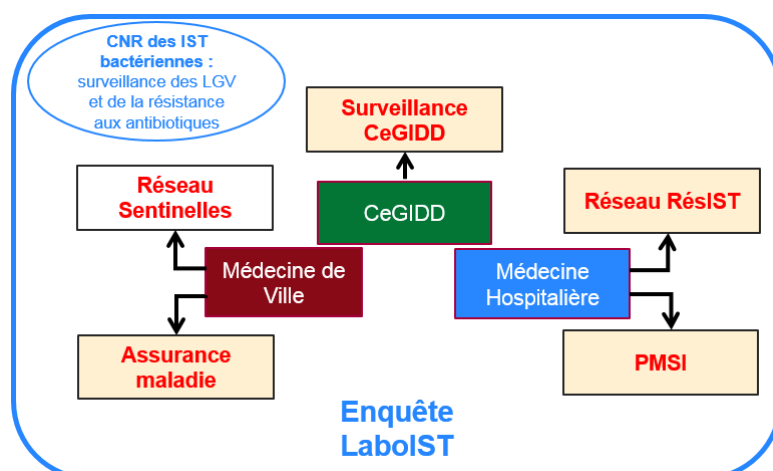 CNR des IST
bactériennes :
surveillance des LGV
et de la résistance
aux antibiotiques
Surveillance
CeGIDD
Réseau
Sentinelles
CeGIDD
Réseau RésIST
Médecine de
Ville
Médecine
Hospitalière
Assurance
maladie
PMSI
Enquête
LaboIST